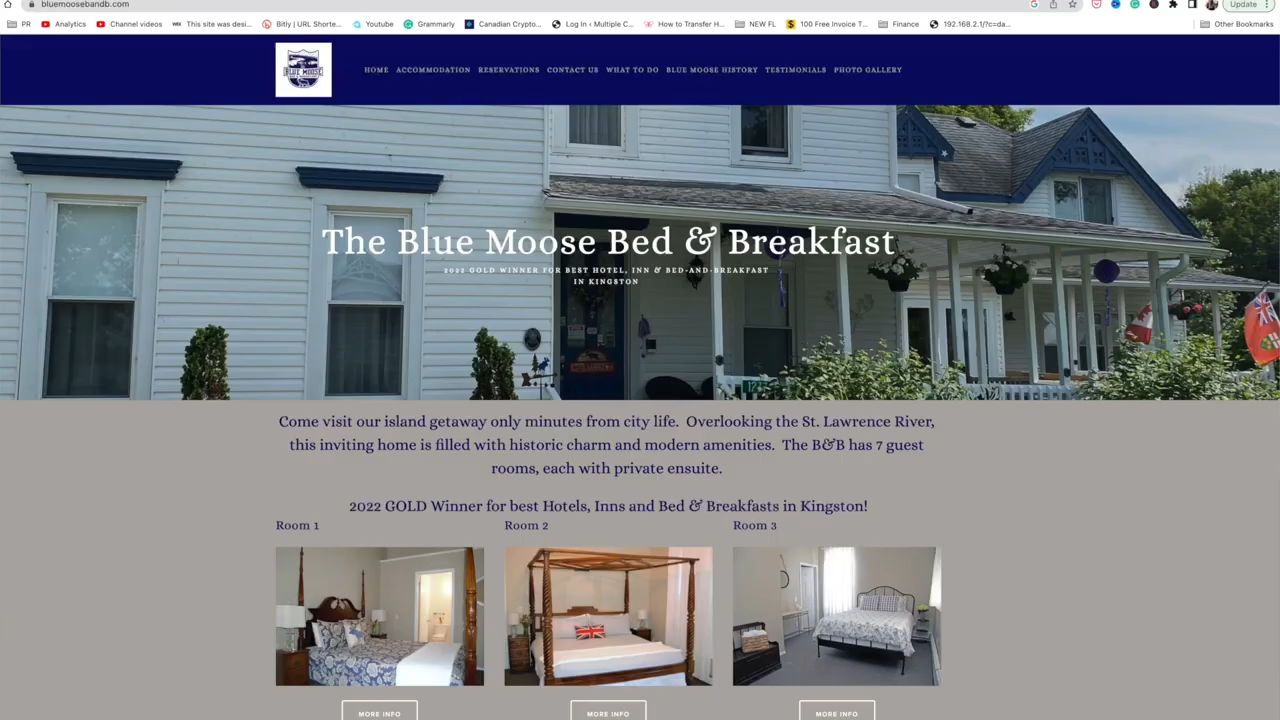 bluemoosebandb.com
Update
PR
Analytics
Channel videos
WIX
This site was desi...
Bitly | URL Shorte...
Youtube
Grammarly
Canadian Crypto...
Log In ‹ Multiple C...
How to Transfer H...
NEW FL
100 Free Invoice T...
Finance
192.168.2.1/?c=da...
Other Bookmarks
BLUE MOOSE
HOME ACCOMMODATION RESERVATIONS CONTACT US WHAT TO DO BLUE MOOSE HISTORY TESTIMONIALS PHOTO GALLERY
The Blue Moose Bed & Breakfast
2022 GOLD WINNER FOR BEST HOTEL, INN & BED-AND-BREAKFAST
IN KINGSTON
Come visit our island getaway only minutes from city life. Overlooking the St. Lawrence River,
this inviting home is filled with historic charm and modern amenities. The B&B has 7 guest
rooms, each with private ensuite.
2022 GOLD Winner for best Hotels, Inns and Bed & Breakfasts in Kingston!
Room 1
Room 2
Room 3
MORE INFO
MORE INFO
MORE INFO